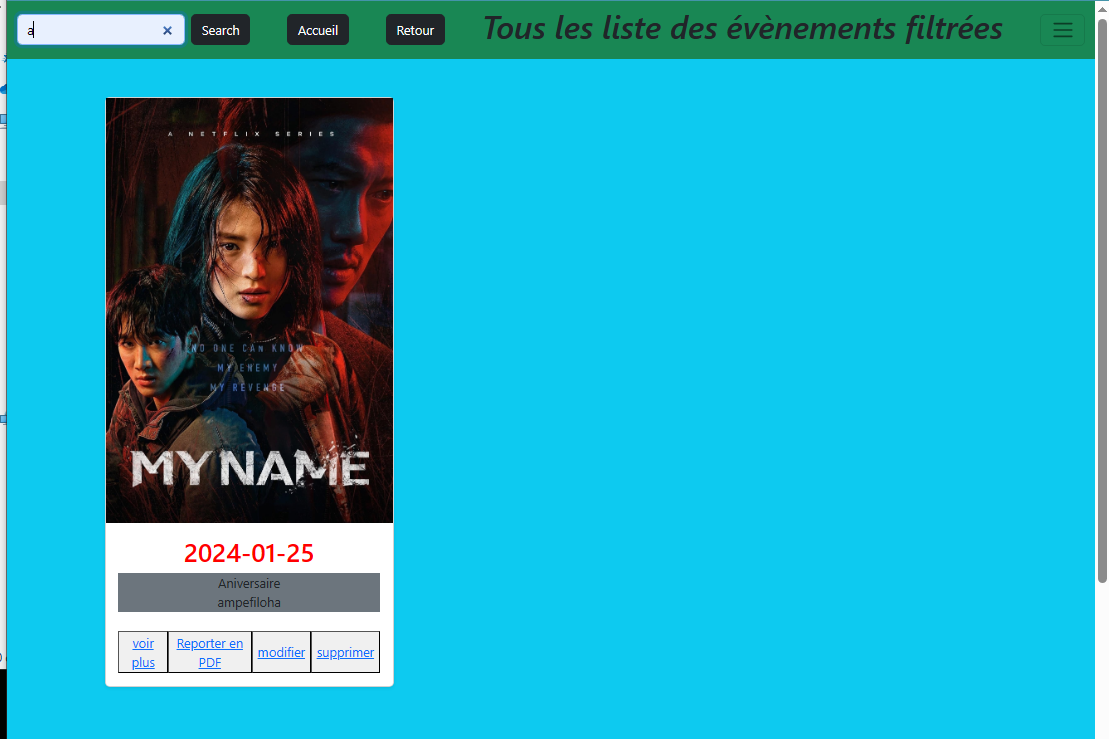 a
Search
Accueil
Retour
Tous les liste des évènements filtrées
A NETFLIX SERIES
NO ONE CAN KNOW
MY ENEMY
MY REVENGE
MY NAME
2024-01-25
Aniversaire
ampefiloha
voir
plus
Reporter en
PDF
modifier
supprimer